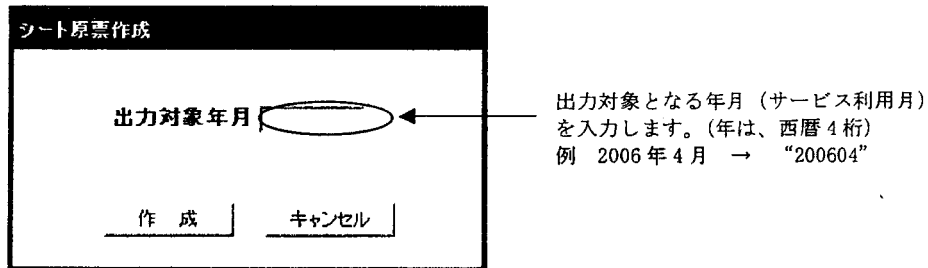 シート原票作成
出力対象年月
作 成
キャンセル
出力対象となる年月（サービス利用月）
を入力します。（年は、西暦4桁）
例 2006年4月 → “200604”